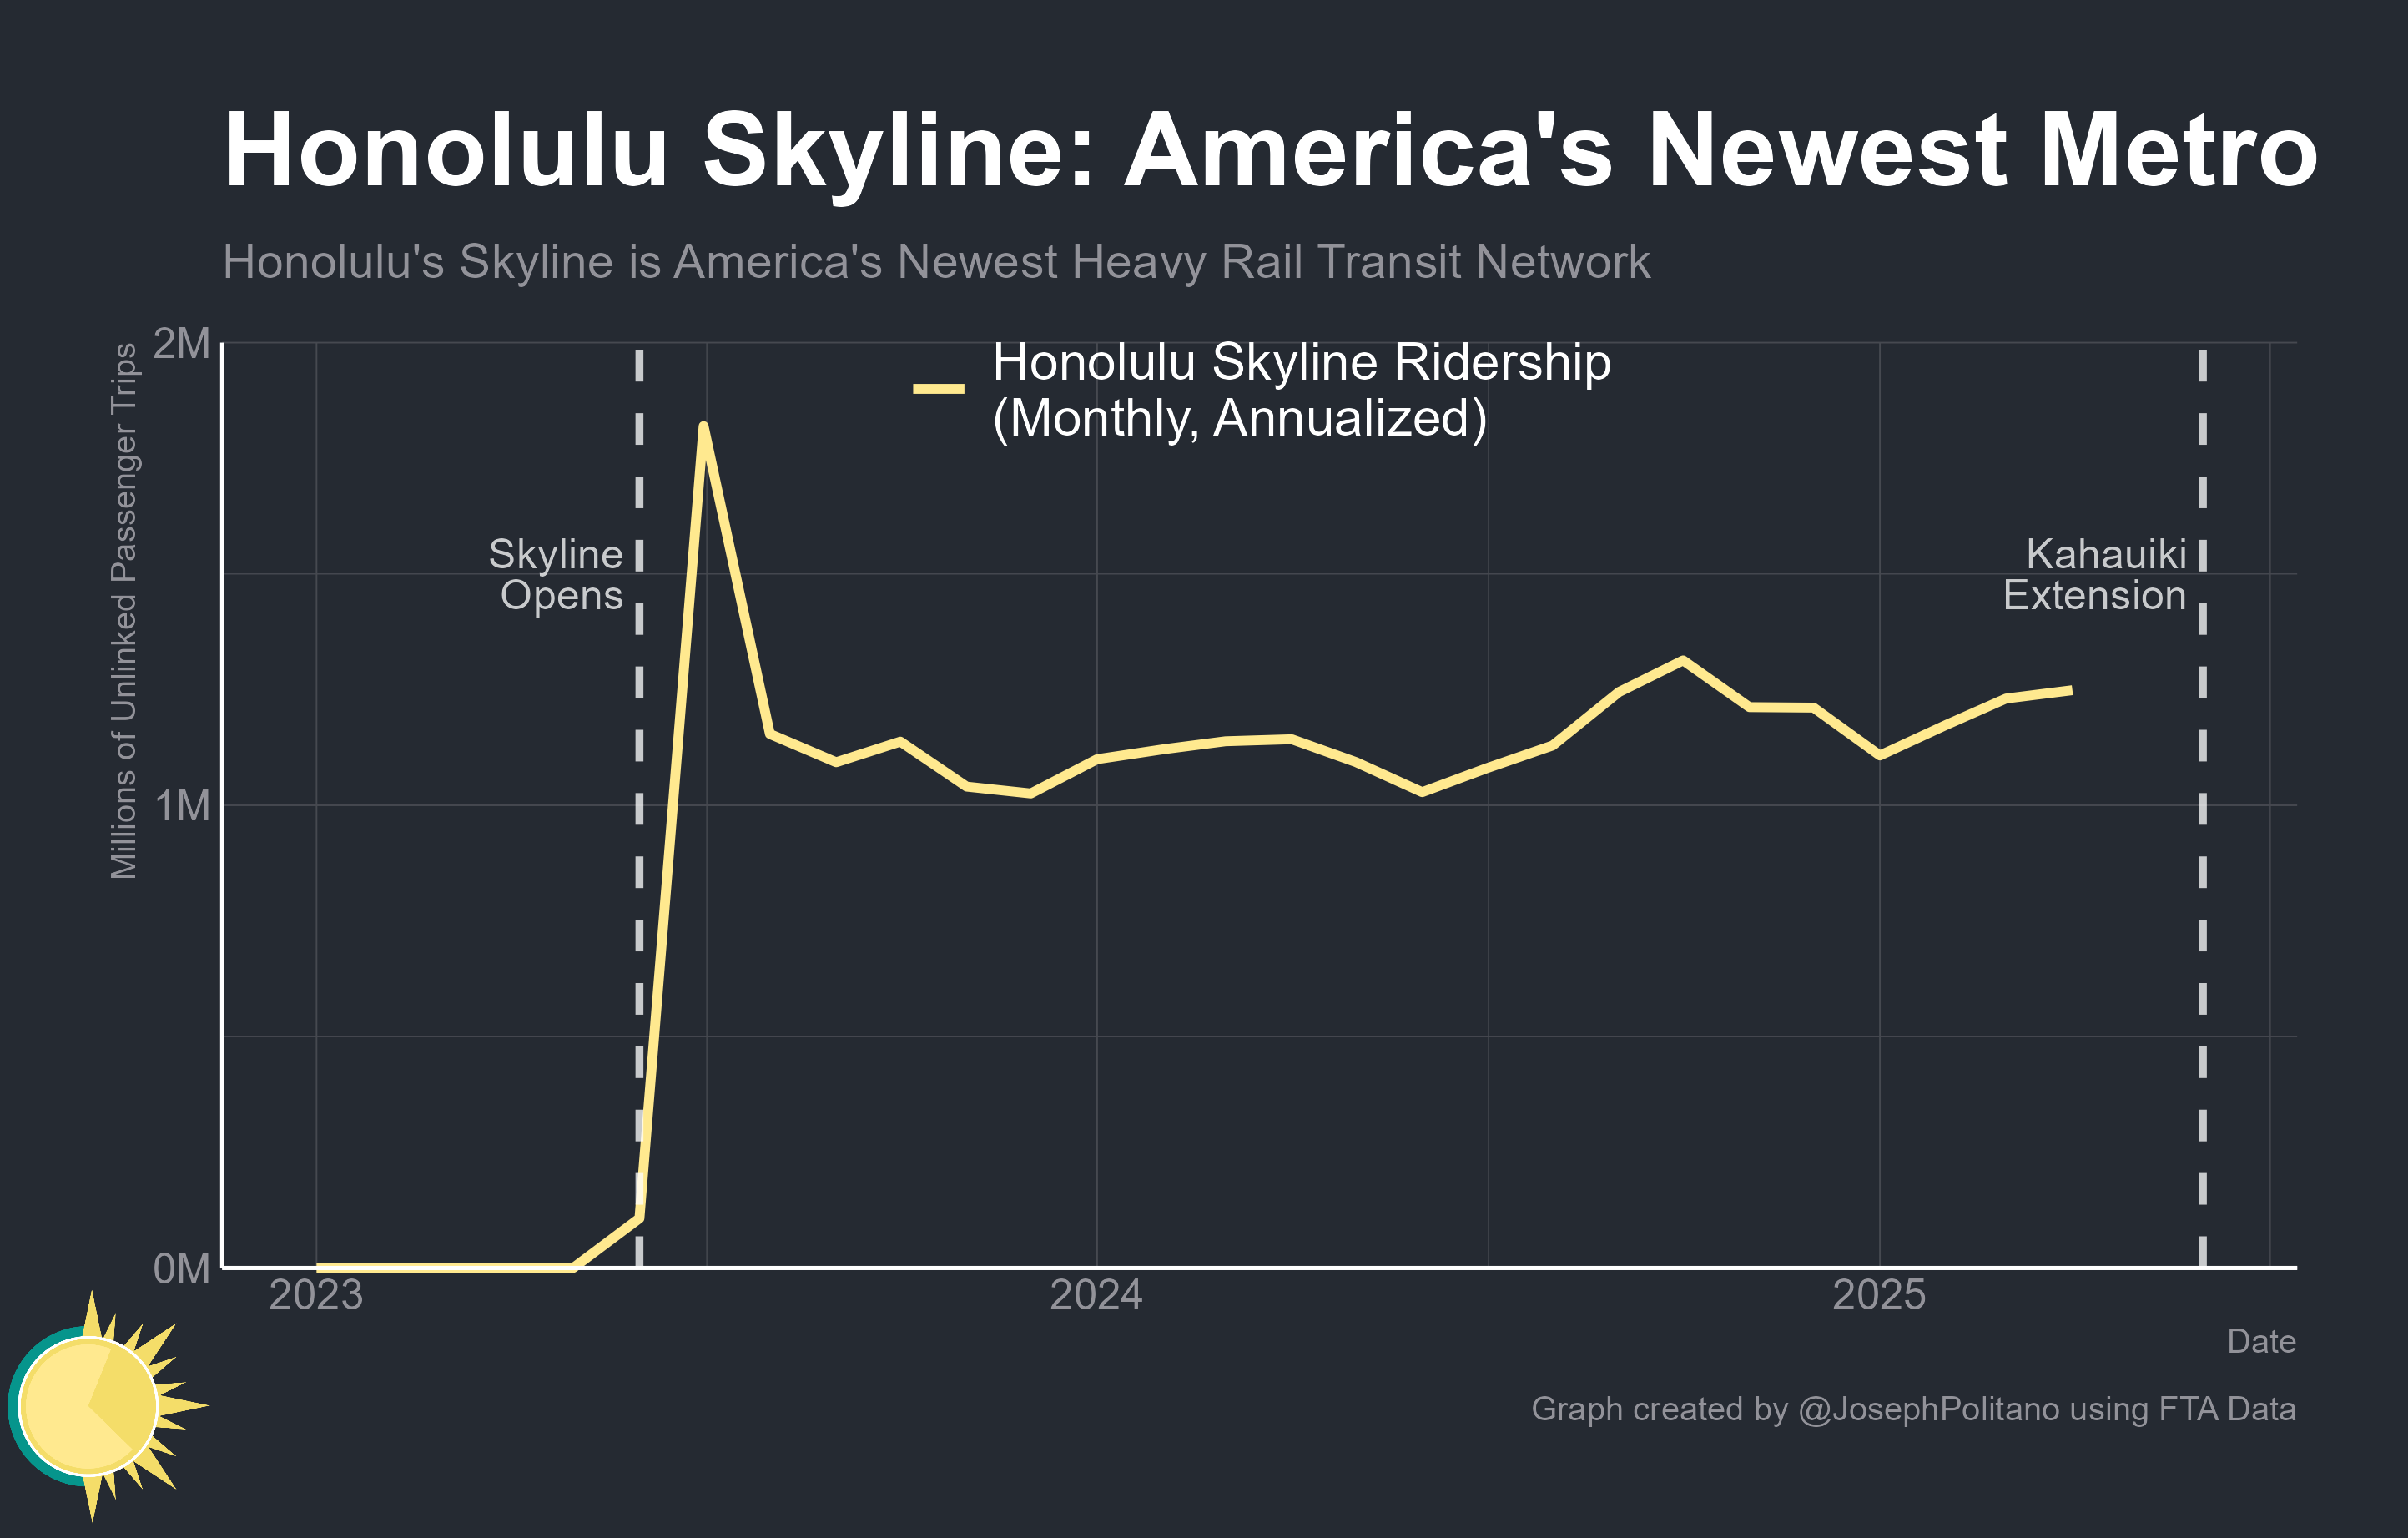 Honolulu Skyline: America's Newest Metro
Honolulu's Skyline is America's Newest Heavy Rail Transit Network
Millions of Unlinked Passenger Trips
2M
1M
0M
Honolulu Skyline Ridership
(Monthly, Annualized)
Skyline
Opens
Kahauiki
Extension
2023
2024
2025
Date
Graph created by @JosephPolitano using FTA Data